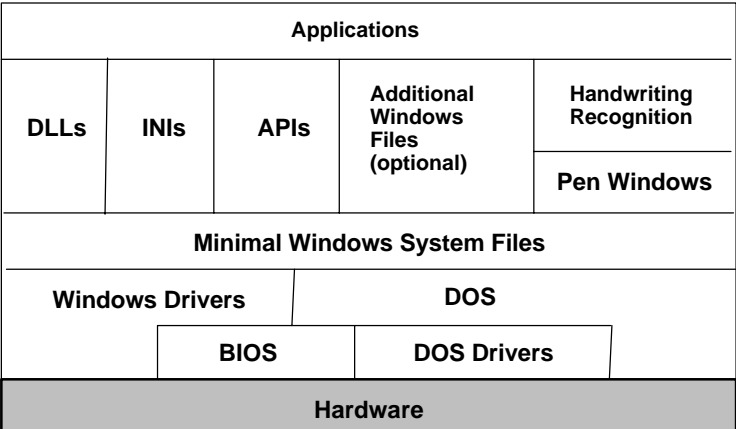 Applications
DLLs
INIs
APIs
Additional
Windows
Files
(optional)
Handwriting
Recognition
Pen Windows
Minimal Windows System Files
Windows Drivers
DOS
BIOS
DOS Drivers
Hardware